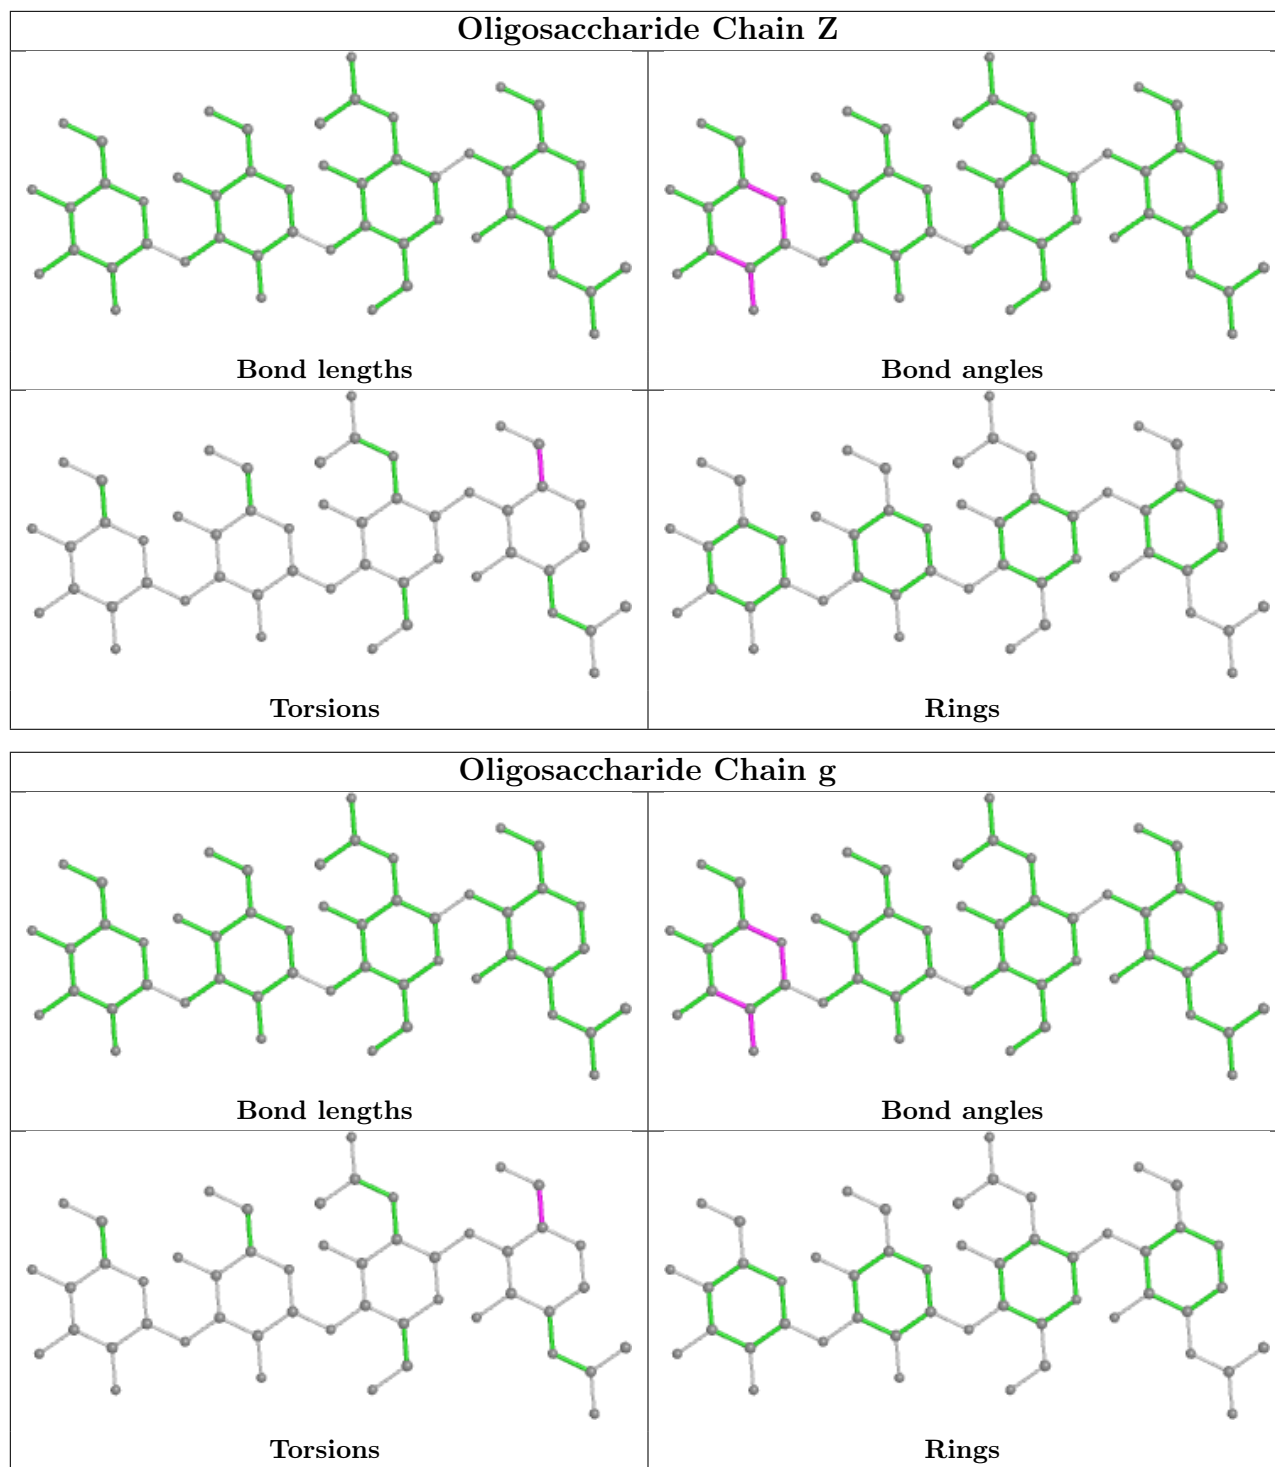 Oligosaccharide Chain Z
Bond lengths
Bond angles
Torsions
Rings
Oligosaccharide Chain g
Bond lengths
Bond angles
Torsions
Rings